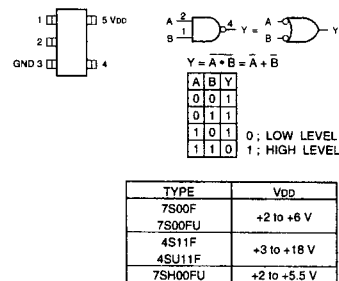 1
5 VDD
2
GND 3
4
A 2
B 1
4
Y = A
B
Y
Y = A • B = A + B
A B Y
0 0 1
0 1 1
1 0 1
1 1 0
0 ; LOW LEVEL
1 ; HIGH LEVEL
TYPE VDD
7S00F
7S00FU
+2 to +6 V
4S11F
4SU11F
+3 to +18 V
7SH00FU +2 to +5.5 V